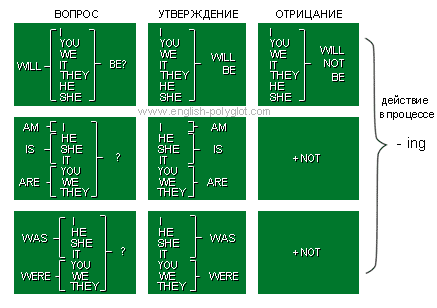 ВОПРОС
УТВЕРЖДЕНИЕ
ОТРИЦАНИЕ
I
YOU
WE
WILL IT BE?
THEY
HE
SHE
I
YOU
WE
IT WILL
THEY BE
HE
SHE
I
YOU
WE WILL
IT NOT
THEY BE
HE
SHE
www.english-polyglot.com
AM I
HE
IS SHE
IT
?
YOU
ARE WE
THEY
I AM
HE
SHE IS
IT
YOU
WE ARE
THEY
+ NOT
I
WAS HE
SHE
IT
?
YOU
WERE WE
THEY
I
HE WAS
SHE
IT
YOU
WE WERE
THEY
+ NOT
действие
в процессе
- ing